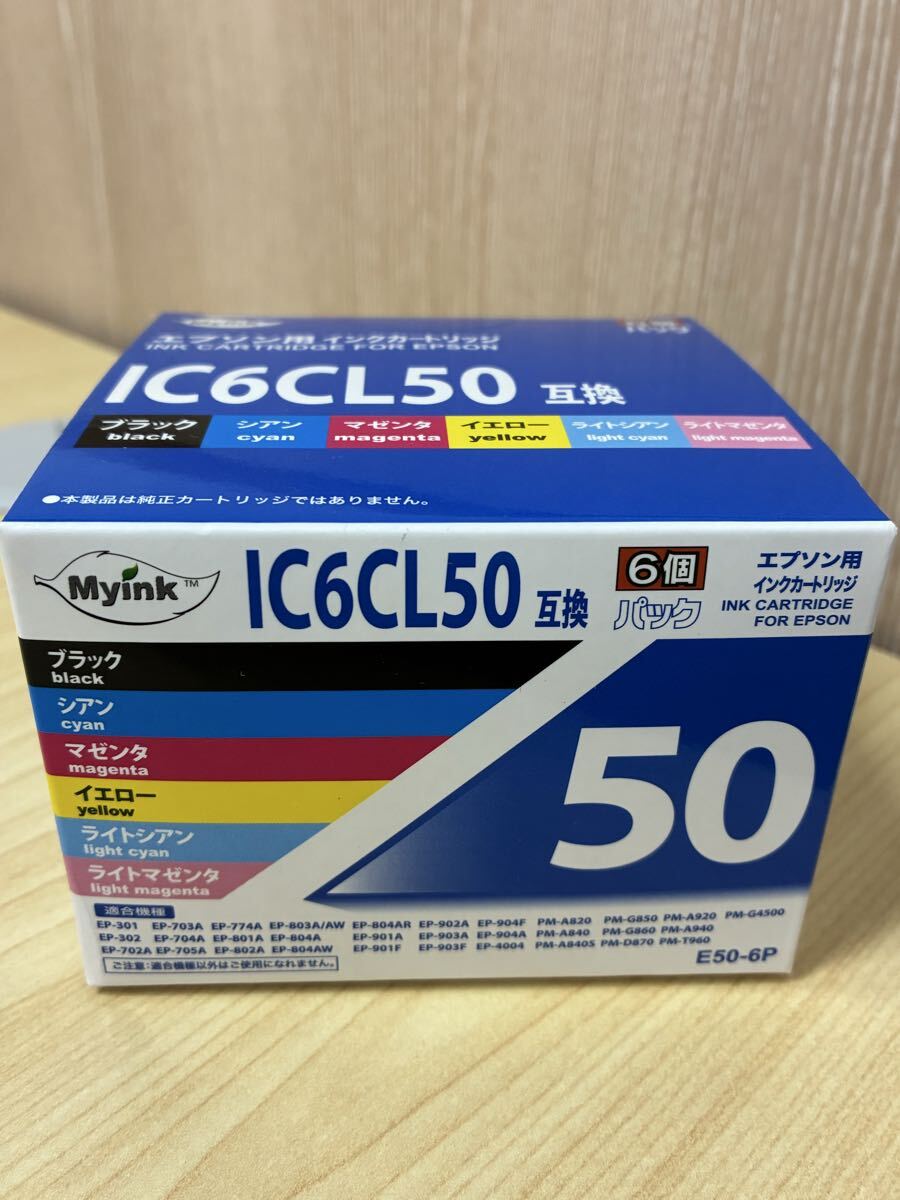 エプソン用 インクカートリッジ
INK CARTRIDGE FOR EPSON
IC6CL50 互換
ブラック シアン マゼンタ イエロー ライトシアン ライトマゼンタ
black cyan magenta yellow light cyan light magenta
●本製品は純正カートリッジではありません。
Myink™
IC6CL50 互換
6個
パック
エプソン用
インクカートリッジ
INK CARTRIDGE
FOR EPSON
ブラック
black
シアン
cyan
マゼンタ
magenta
イエロー
yellow
ライトシアン
light cyan
ライトマゼンタ
light magenta
50
適合機種
EP-301 EP-703A EP-774A EP-803A/AW EP-804AR EP-902A EP-904F PM-A820 PM-G850 PM-A920 PM-G4500
EP-302 EP-704A EP-801A EP-804A EP-901A EP-903A EP-904A PM-A840 PM-G860 PM-A940
EP-702A EP-705A EP-802A EP-804AW EP-901F EP-903F EP-4004 PM-A840S PM-D870 PM-T960
ご注意:適合機種以外はご使用になれません。
E50-6P